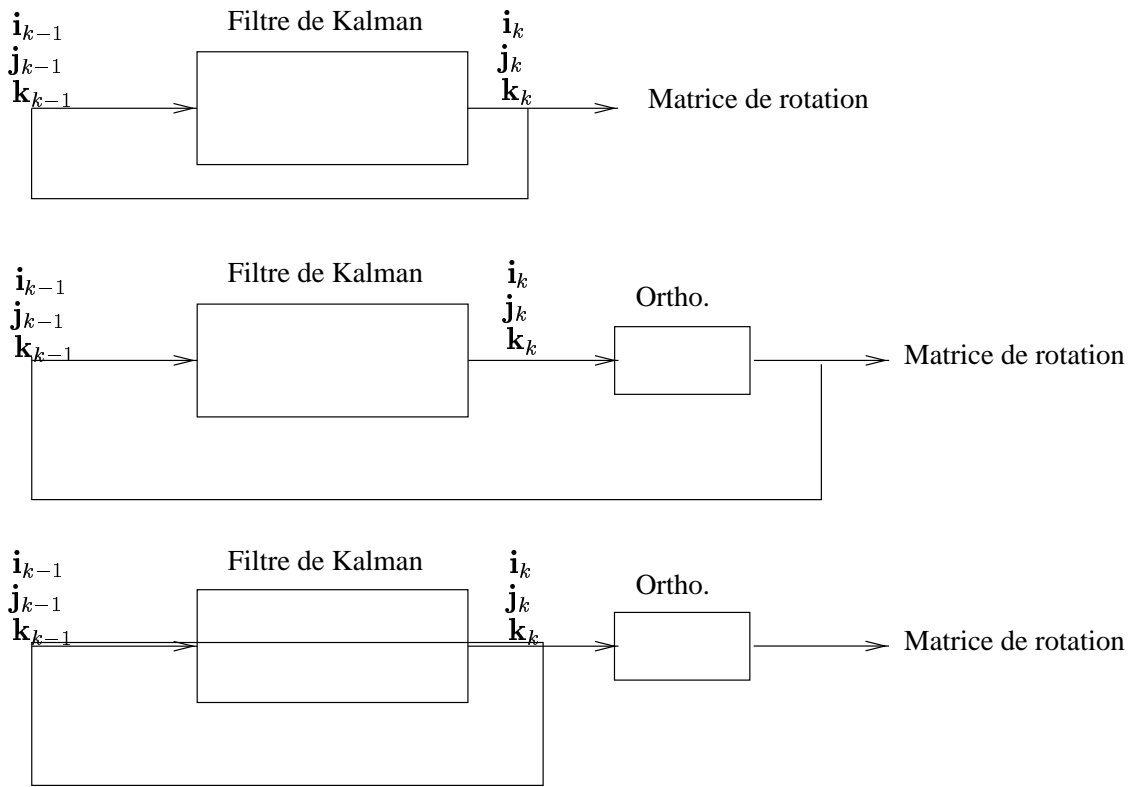 Filtre de Kalman
i_{k−1}
j_{k−1}
k_{k−1}
i_k
j_k
k_k
Matrice de rotation
Filtre de Kalman
i_{k−1}
j_{k−1}
k_{k−1}
i_k
j_k
k_k
Ortho.
Matrice de rotation
Filtre de Kalman
i_{k−1}
j_{k−1}
k_{k−1}
i_k
j_k
k_k
Ortho.
Matrice de rotation